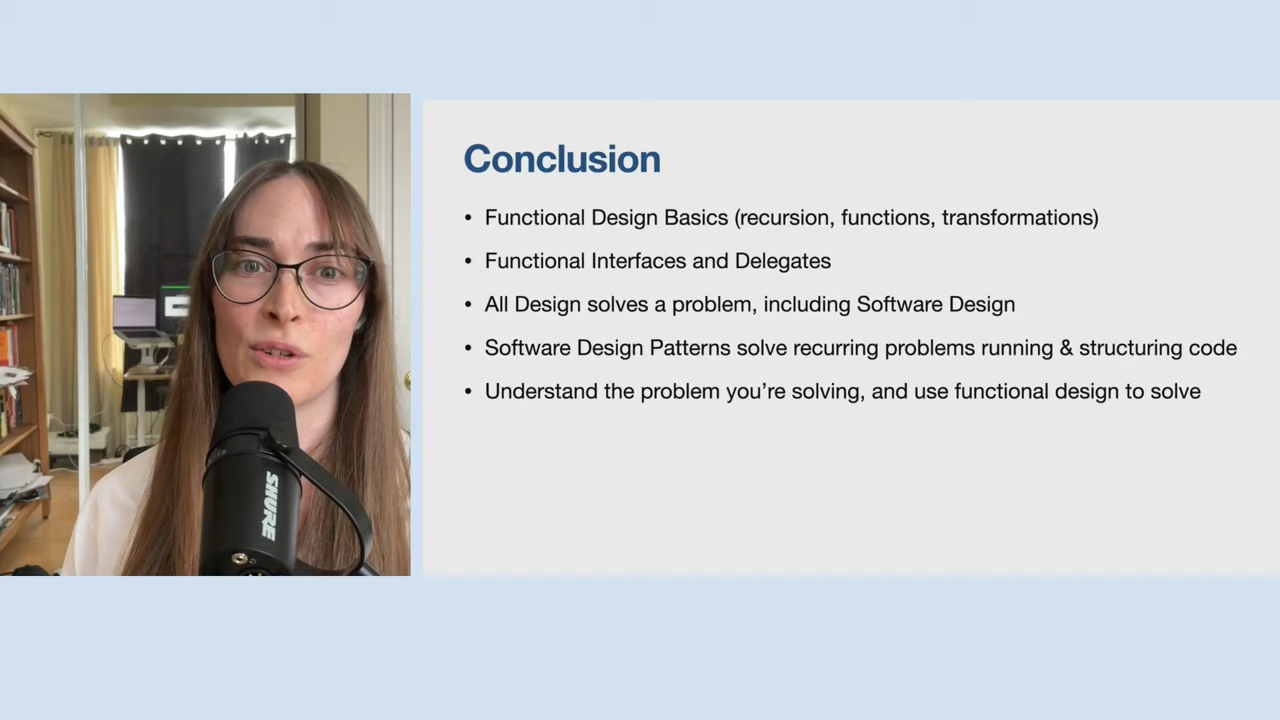 Conclusion
• Functional Design Basics (recursion, functions, transformations)
• Functional Interfaces and Delegates
• All Design solves a problem, including Software Design
• Software Design Patterns solve recurring problems running & structuring code
• Understand the problem you’re solving, and use functional design to solve
SHURE